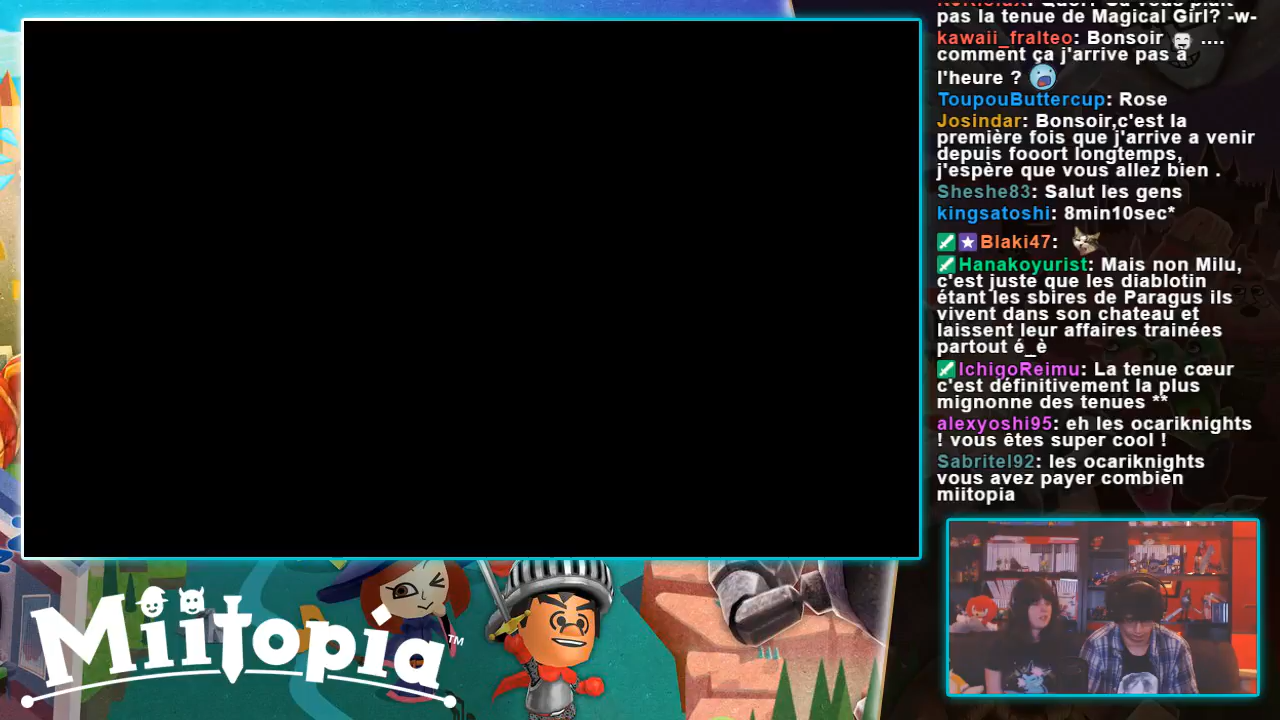 pas la tenue de Magical Girl? -w-
kawaii_fralteo: Bonsoir ....
comment ça j'arrive pas à
l'heure ?
ToupouButtercup: Rose
Josindar: Bonsoir,c'est la
première fois que j'arrive a venir
depuis fooort longtemps,
j'espère que vous allez bien .
Sheshe83: Salut les gens
kingsatoshi: 8min10sec*
Blaki47:
Hanakoyurist: Mais non Milu,
c'est juste que les diablotin
étant les sbires de Paragus ils
vivent dans son chateau et
laissent leur affaires trainées
partout é_è
IchigoReimu: La tenue cœur
c'est définitivement la plus
mignonne des tenues **
alexyoshi95: eh les ocariknights
! vous êtes super cool !
Sabritel92: les ocariknights
vous avez payer combien
miitopia
Miitopia™